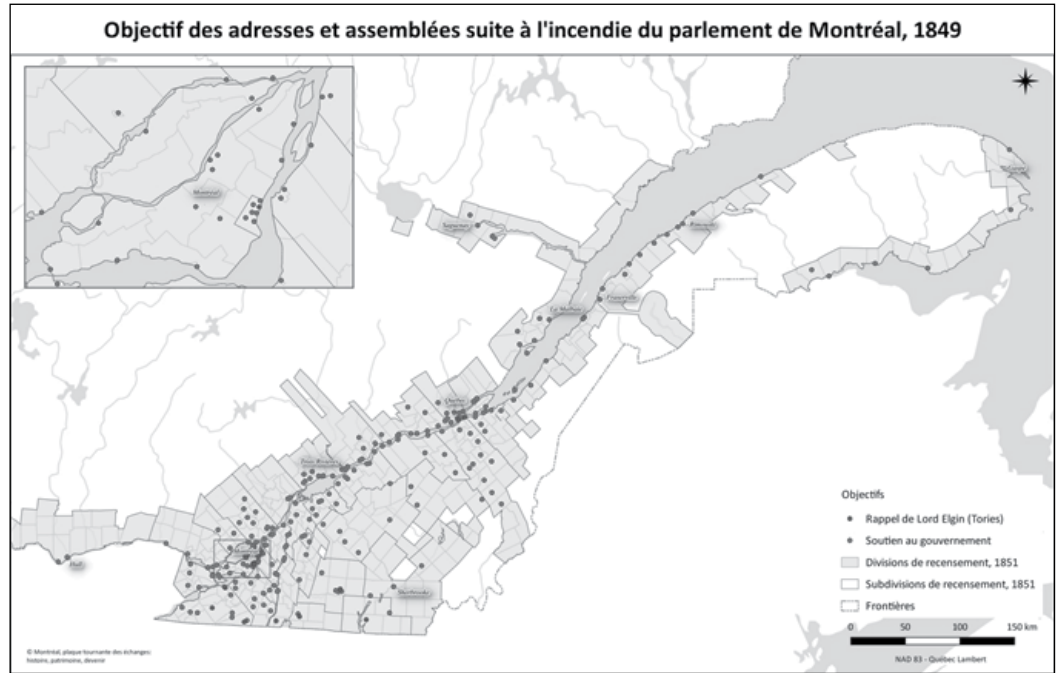 Objectif des adresses et assemblées suite à l'incendie du parlement de Montréal, 1849
Montréal
Saguenay
Rimouski
La Malbaie
Fraserville
Québec
Trois-Rivières
Hull
Sherbrooke
Objectifs
Rappel de Lord Elgin (Tories)
Soutien au gouvernement
Divisions de recensement, 1851
Subdivisions de recensement, 1851
Frontières
0 50 100 150 km
NAD 83 - Québec Lambert
© Montréal, plaque tournante des échanges:
histoire, patrimoine, devenir